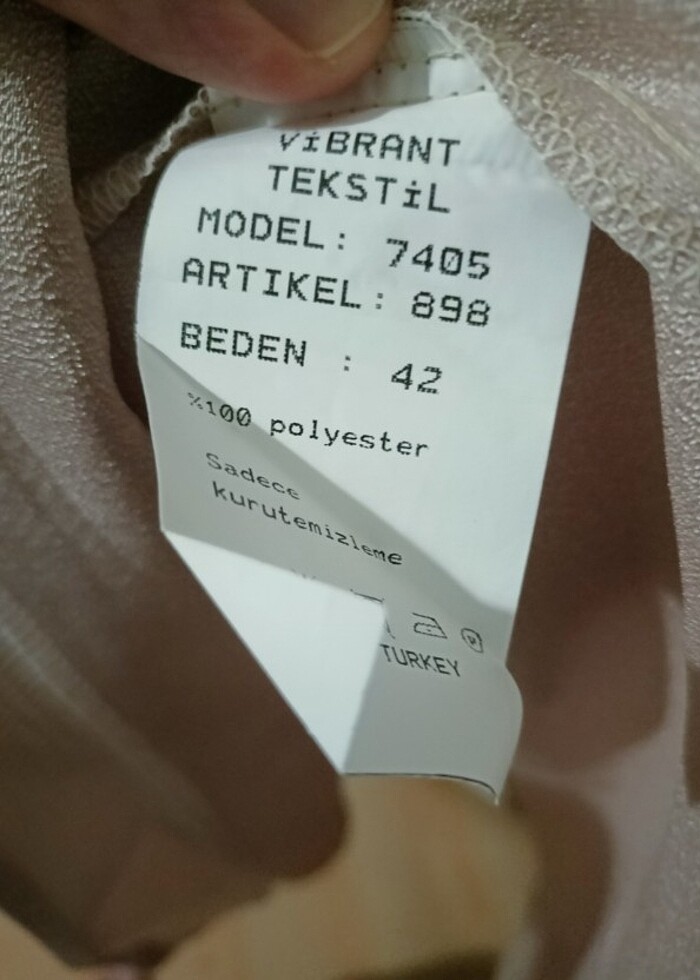 ViBRANT
TEKSTiL
MODEL: 7405
ARTIKEL: 898
BEDEN : 42
%100 polyester
Sadece
kurutemizleme
TURKEY